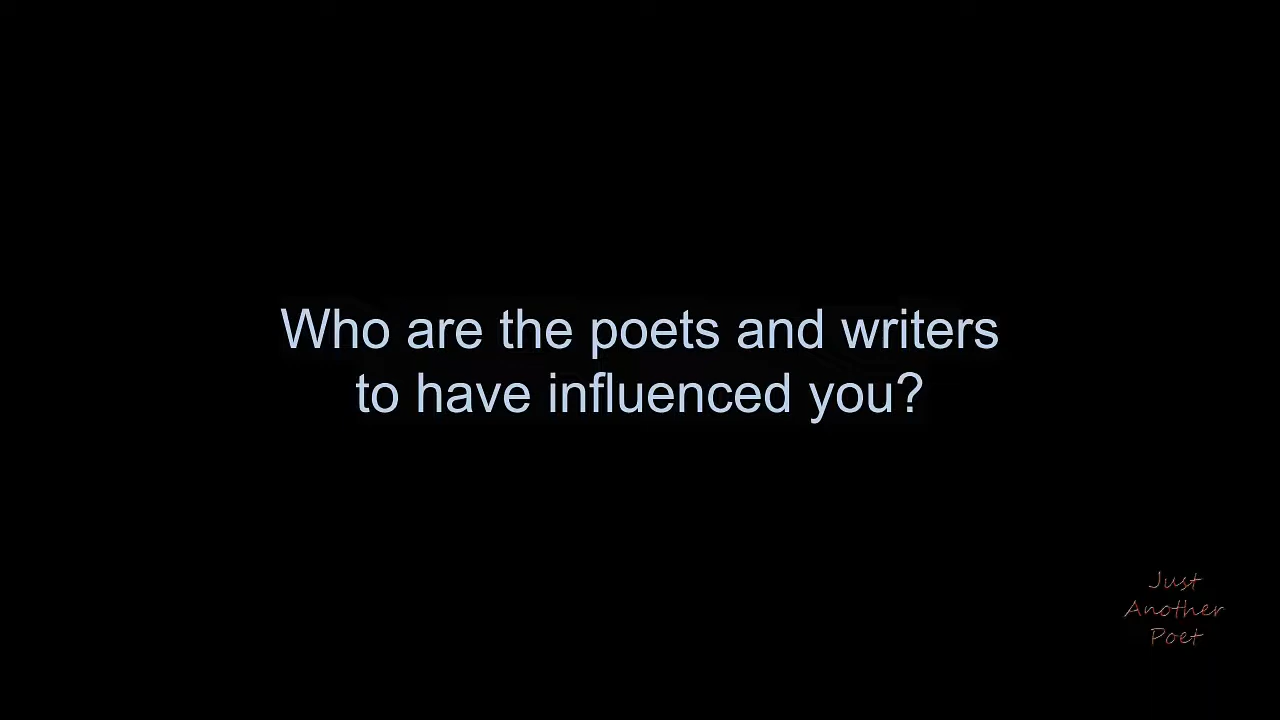 Who are the poets and writers
to have influenced you?
Just
Another
Poet